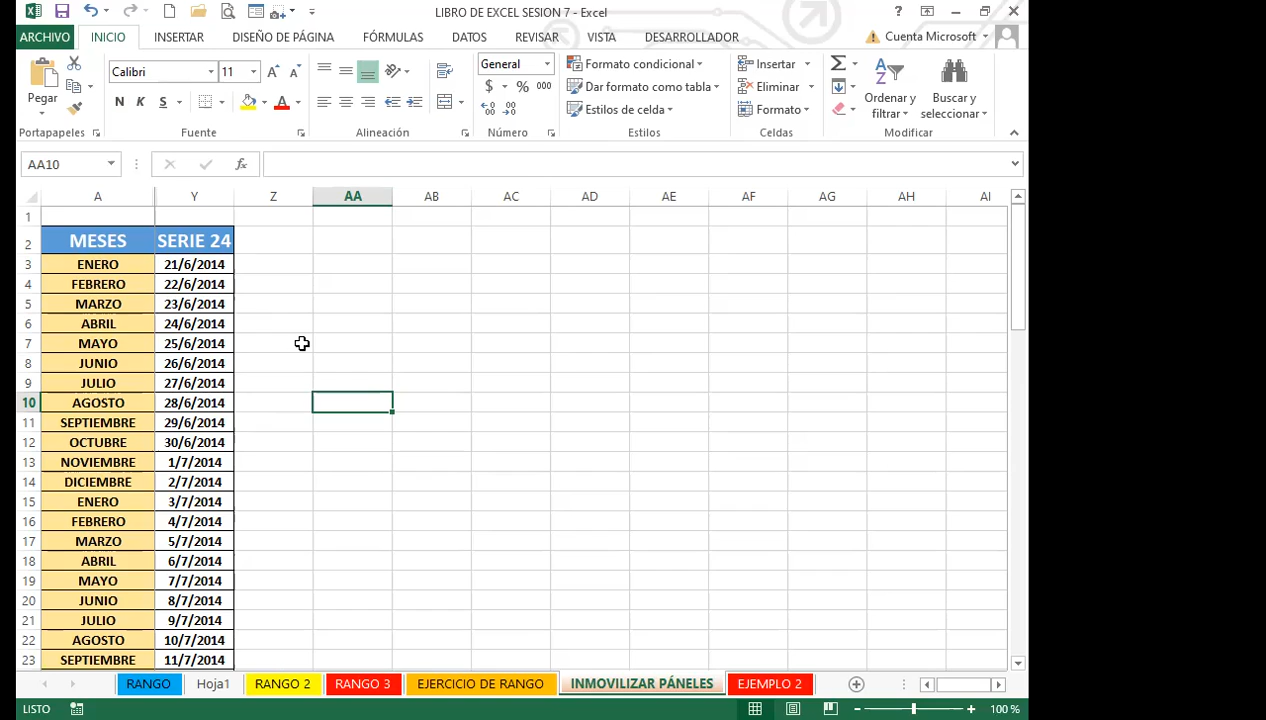 LIBRO DE EXCEL SESION 7 - Excel
ARCHIVO INICIO INSERTAR DISEÑO DE PÁGINA FÓRMULAS DATOS REVISAR VISTA DESARROLLADOR Cuenta Microsoft
Pegar
Calibri 11
N K S
General
$ % 000
Formato condicional
Dar formato como tabla
Estilos de celda
Insertar
Eliminar
Formato
Ordenar y filtrar
Buscar y seleccionar
Portapapeles Fuente Alineación Número Estilos Celdas Modificar
AA10 fx
A Y Z AA AB AC AD AE AF AG AH AI
1
2 MESES SERIE 24
3 ENERO 21/6/2014
4 FEBRERO 22/6/2014
5 MARZO 23/6/2014
6 ABRIL 24/6/2014
7 MAYO 25/6/2014
8 JUNIO 26/6/2014
9 JULIO 27/6/2014
10 AGOSTO 28/6/2014
11 SEPTIEMBRE 29/6/2014
12 OCTUBRE 30/6/2014
13 NOVIEMBRE 1/7/2014
14 DICIEMBRE 2/7/2014
15 ENERO 3/7/2014
16 FEBRERO 4/7/2014
17 MARZO 5/7/2014
18 ABRIL 6/7/2014
19 MAYO 7/7/2014
20 JUNIO 8/7/2014
21 JULIO 9/7/2014
22 AGOSTO 10/7/2014
23 SEPTIEMBRE 11/7/2014
RANGO Hoja1 RANGO 2 RANGO 3 EJERCICIO DE RANGO INMOVILIZAR PÁNELES EJEMPLO 2
LISTO 100 %